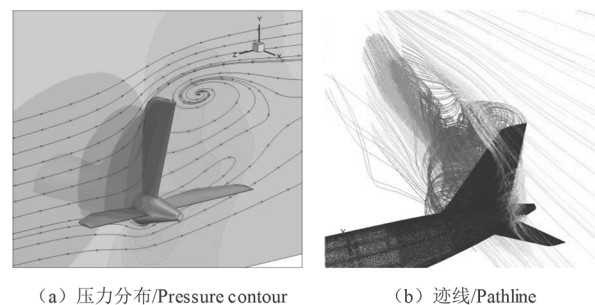 Y
Z
X
Y
(a)压力分布/Pressure contour
(b)迹线/Pathline